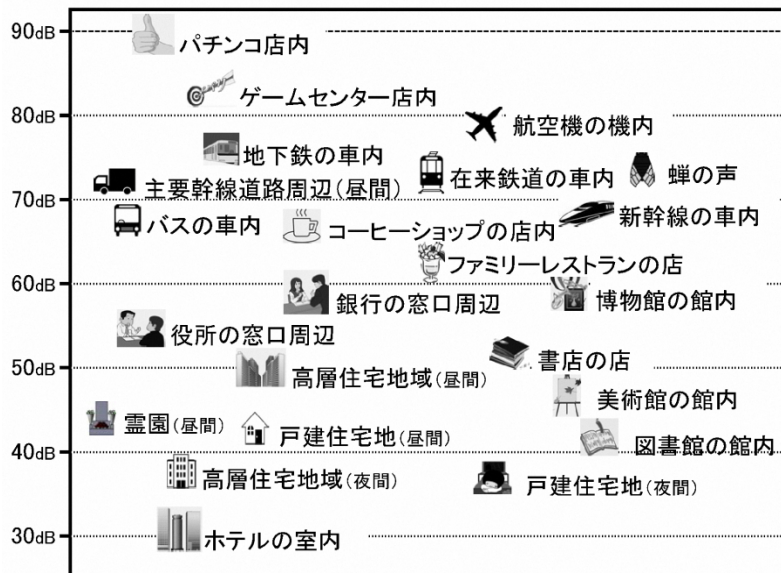 90dB
パチンコ店内
ゲームセンター店内
80dB
航空機の機内
地下鉄の車内
主要幹線道路周辺(昼間)
在来鉄道の車内
蝉の声
70dB
バスの車内
コーヒーショップの店内
新幹線の車内
ファミリーレストランの店
60dB
銀行の窓口周辺
博物館の館内
役所の窓口周辺
50dB
書店の店
高層住宅地域(昼間)
美術館の館内
霊園(昼間)
戸建住宅地(昼間)
図書館の館内
40dB
高層住宅地域(夜間)
戸建住宅地(夜間)
30dB
ホテルの室内